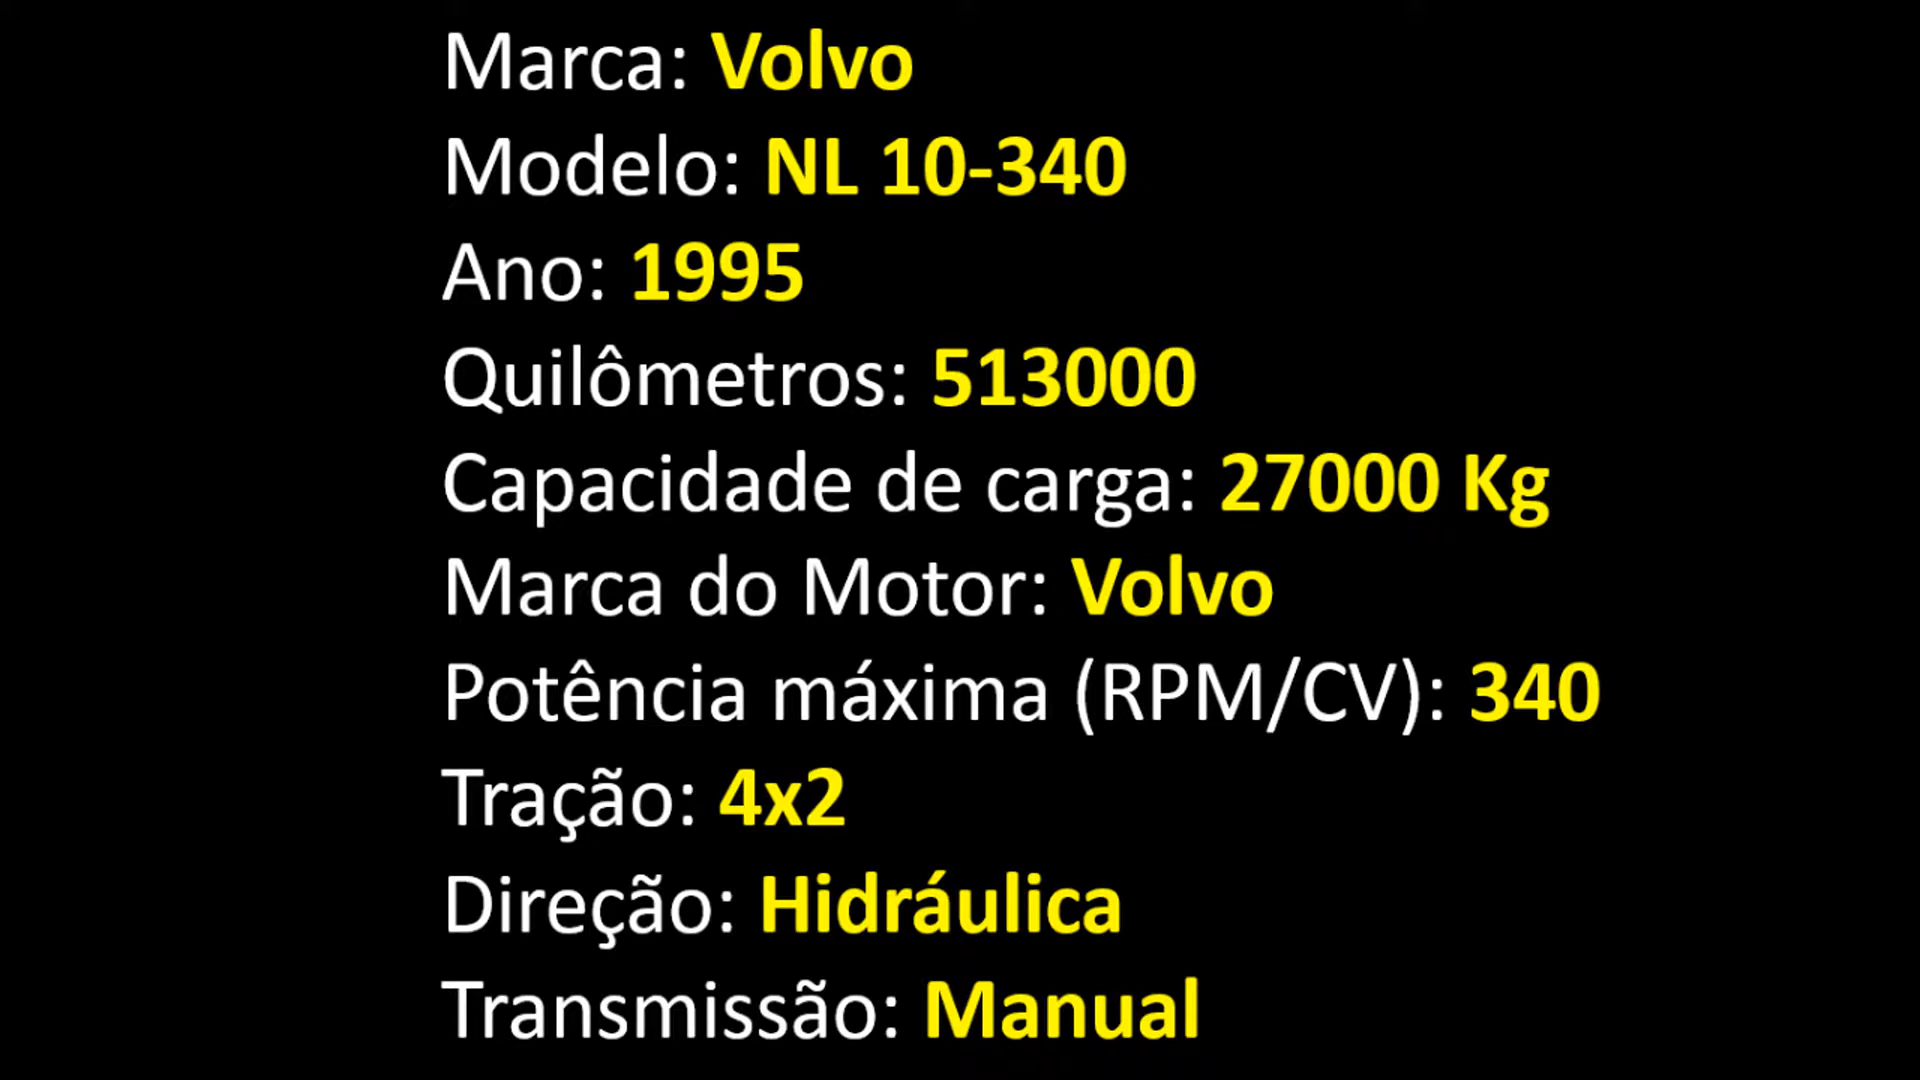 Marca: Volvo
Modelo: NL 10-340
Ano: 1995
Quilômetros: 513000
Capacidade de carga: 27000 Kg
Marca do Motor: Volvo
Potência máxima (RPM/CV): 340
Tração: 4x2
Direção: Hidráulica
Transmissão: Manual